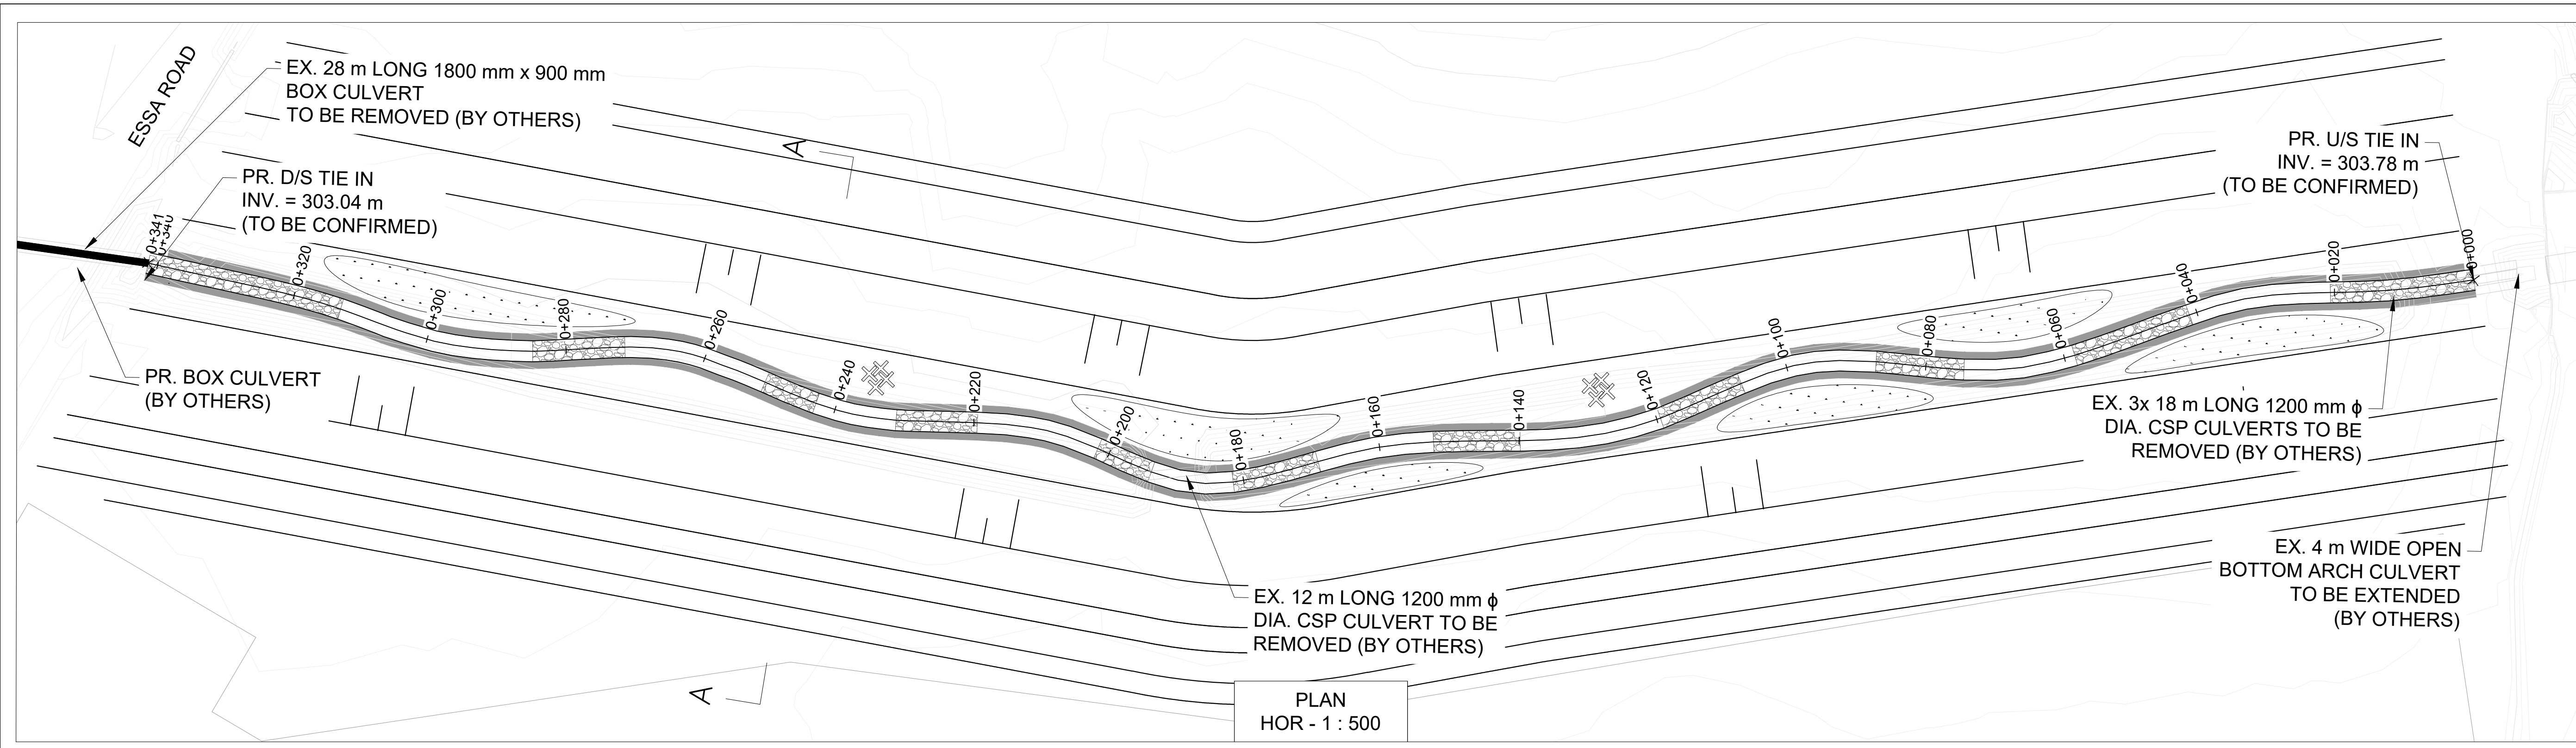 ESSA ROAD
EX. 28 m LONG 1800 mm x 900 mm
BOX CULVERT
TO BE REMOVED (BY OTHERS)
PR. D/S TIE IN
INV. = 303.04 m
(TO BE CONFIRMED)
A
PR. U/S TIE IN
INV. = 303.78 m
(TO BE CONFIRMED)
0+341
0+340
0+320
0+300
0+280
0+260
0+240
0+220
0+200
0+180
0+160
0+140
0+120
0+100
0+080
0+060
0+040
0+020
0+000
PR. BOX CULVERT
(BY OTHERS)
EX. 3x 18 m LONG 1200 mm ϕ
DIA. CSP CULVERTS TO BE
REMOVED (BY OTHERS)
EX. 4 m WIDE OPEN
BOTTOM ARCH CULVERT
TO BE EXTENDED
(BY OTHERS)
EX. 12 m LONG 1200 mm ϕ
DIA. CSP CULVERT TO BE
REMOVED (BY OTHERS)
A
PLAN
HOR - 1 : 500